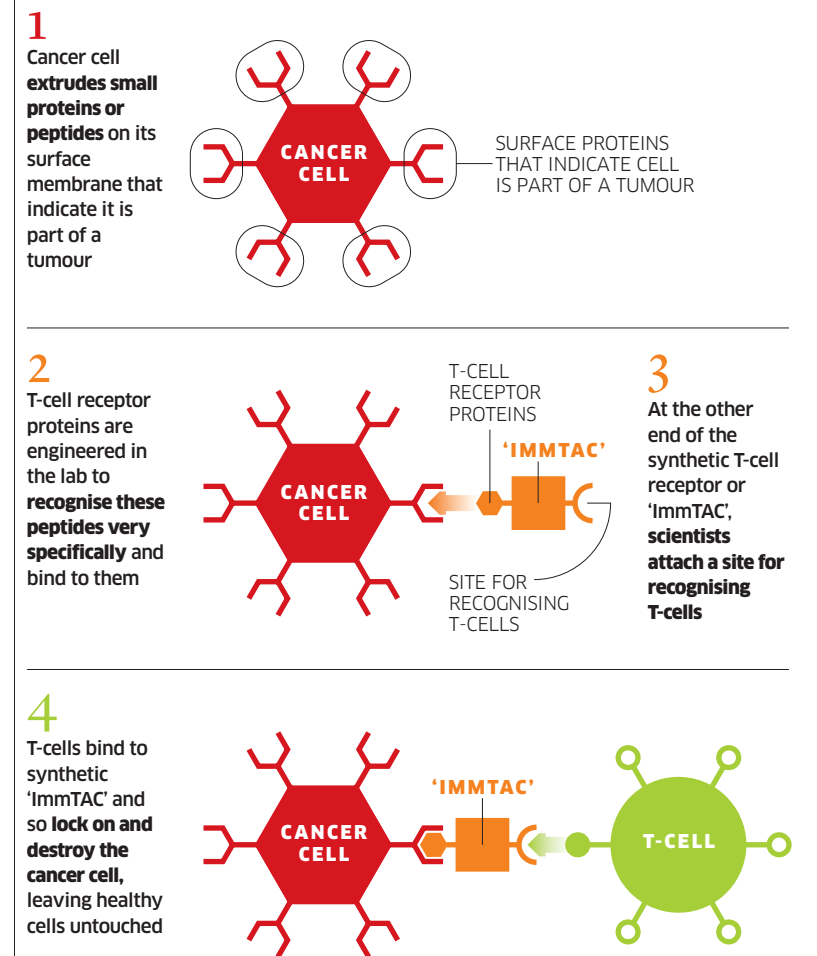 1
Cancer cell
extrudes small
proteins or
peptides on its
surface
membrane that
indicate it is
part of a
tumour
CANCER
CELL
SURFACE PROTEINS
THAT INDICATE CELL
IS PART OF A TUMOUR
2
T-cell receptor
proteins are
engineered in
the lab to
recognise these
peptides very
specifically and
bind to them
CANCER
CELL
T-CELL
RECEPTOR
PROTEINS
‘IMMTAC’
SITE FOR
RECOGNISING
T-CELLS
3
At the other
end of the
synthetic T-cell
receptor or
‘ImmTAC’,
scientists
attach a site for
recognising
T-cells
4
T-cells bind to
synthetic
‘ImmTAC’ and
so lock on and
destroy the
cancer cell,
leaving healthy
cells untouched
CANCER
CELL
‘IMMTAC’
T-CELL